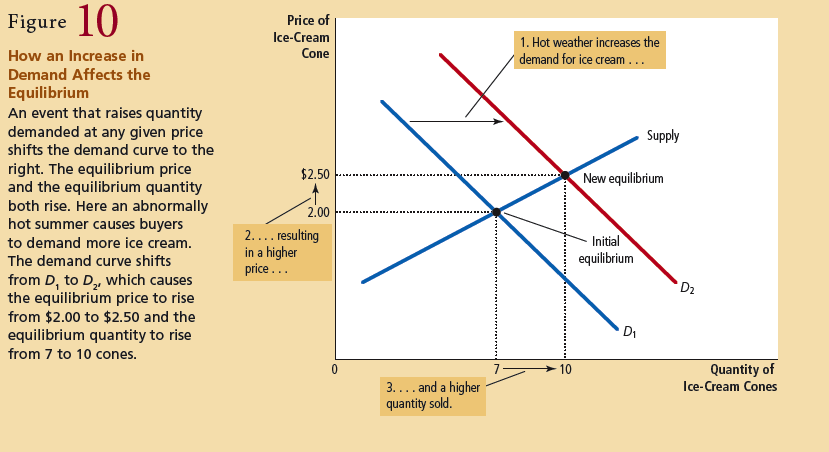 Figure 10
How an Increase in
Demand Affects the
Equilibrium
An event that raises quantity
demanded at any given price
shifts the demand curve to the
right. The equilibrium price
and the equilibrium quantity
both rise. Here an abnormally
hot summer causes buyers
to demand more ice cream.
The demand curve shifts
from D₁ to D₂, which causes
the equilibrium price to rise
from $2.00 to $2.50 and the
equilibrium quantity to rise
from 7 to 10 cones.
Price of
Ice-Cream
Cone
1. Hot weather increases the
demand for ice cream . . .
Supply
$2.50
New equilibrium
2.00
2. . . . resulting
in a higher
price . . .
Initial
equilibrium
D₂
D₁
0
7
10
Quantity of
Ice-Cream Cones
3. . . . and a higher
quantity sold.